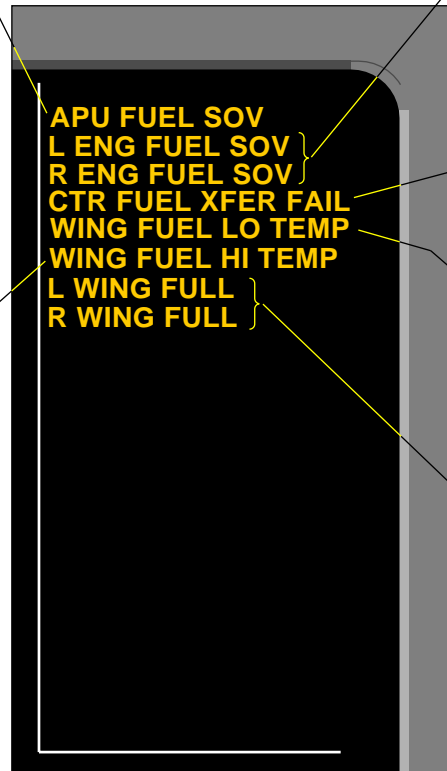 APU FUEL SOV
L ENG FUEL SOV
R ENG FUEL SOV
CTR FUEL XFER FAIL
WING FUEL LO TEMP
WING FUEL HI TEMP
L WING FULL
R WING FULL